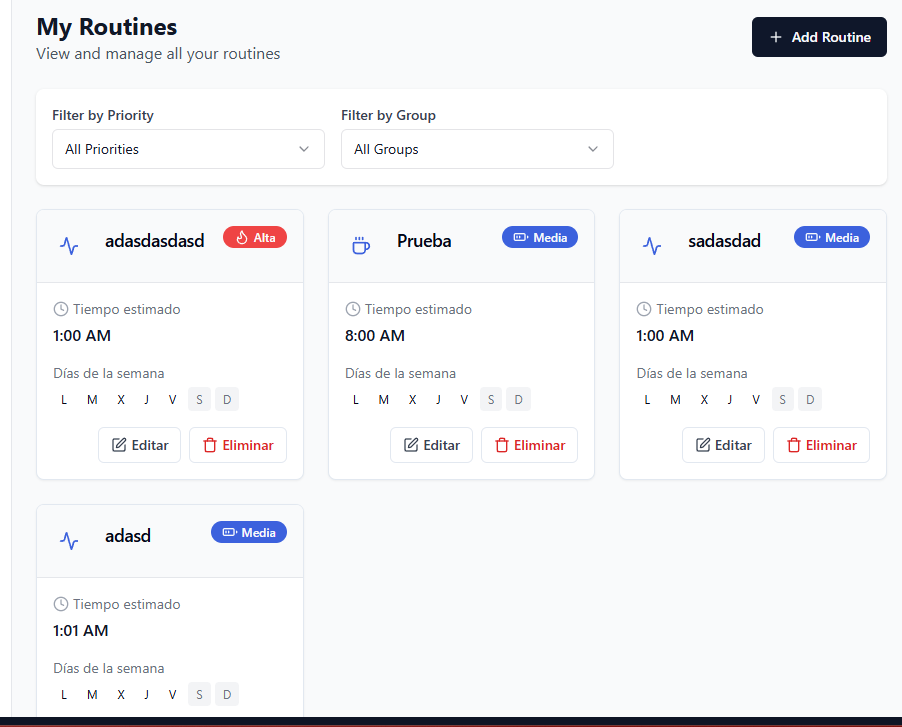 My Routines
View and manage all your routines
+ Add Routine
Filter by Priority
Filter by Group
All Priorities
All Groups
adasdasdasd
Alta
Tiempo estimado
1:00 AM
Días de la semana
L M X J V S D
Editar
Eliminar
Prueba
Media
Tiempo estimado
8:00 AM
Días de la semana
L M X J V S D
Editar
Eliminar
sadasdad
Media
Tiempo estimado
1:00 AM
Días de la semana
L M X J V S D
Editar
Eliminar
adasd
Media
Tiempo estimado
1:01 AM
Días de la semana
L M X J V S D